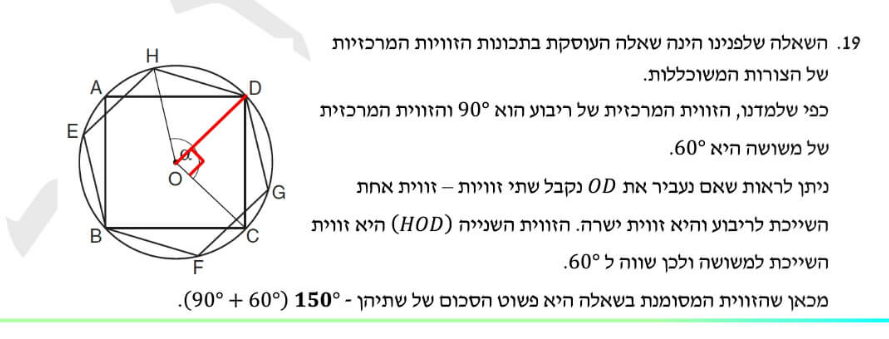 19. השאלה שלפנינו הינה שאלה העוסקת בתכונות הזוויות המרכזיות
של הצורות המשוכללות.
כפי שלמדנו, הזווית המרכזית של ריבוע הוא 90° והזווית המרכזית
של משושה היא 60°.
ניתן לראות שאם נעביר את OD נקבל שתי זוויות – זווית אחת
השייכת לריבוע והיא זווית ישרה. הזווית השנייה (HOD) היא זווית
השייכת למשושה ולכן שווה ל 60°.
מכאן שהזווית המסומנת בשאלה היא פשוט הסכום של שתיהן - 150° (90° + 60°).
H
A
D
E
α
O
G
B
C
F